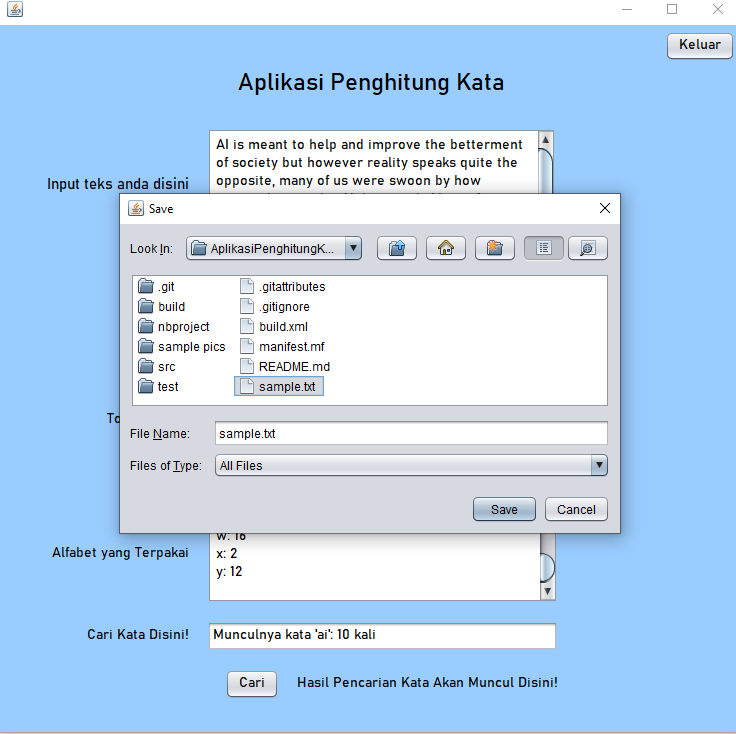 Keluar
Aplikasi Penghitung Kata
Input teks anda disini
AI is meant to help and improve the betterment
of society but however reality speaks quite the
opposite, many of us were swoon by how
Save
Look In:
AplikasiPenghitungK...
.git
build
nbproject
sample pics
src
test
.gitattributes
.gitignore
build.xml
manifest.mf
README.md
sample.txt
To
File Name:
sample.txt
Files of Type:
All Files
Save
Cancel
Alfabet yang Terpakai
w: 16
x: 2
y: 12
Cari Kata Disini!
Munculnya kata 'ai': 10 kali
Cari
Hasil Pencarian Kata Akan Muncul Disini!